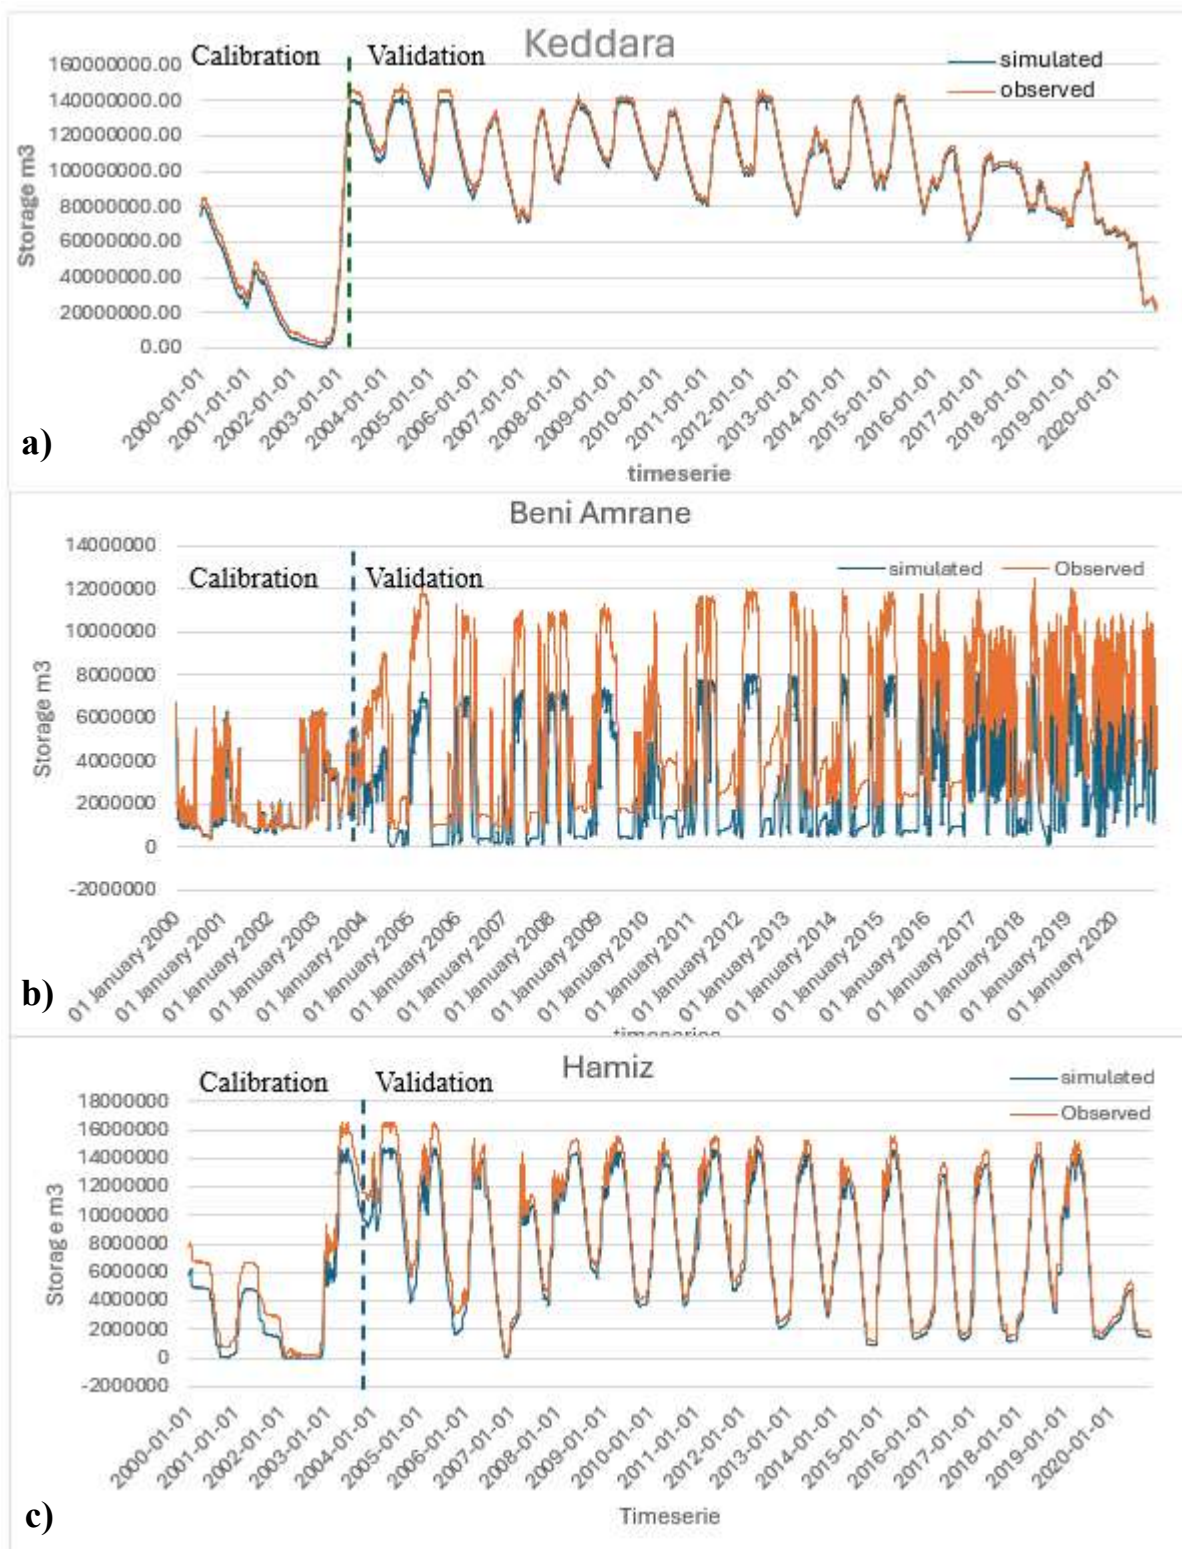 Keddara
Calibration Validation
simulated
observed
Storage m3
160000000.00
140000000.00
120000000.00
100000000.00
80000000.00
60000000.00
40000000.00
20000000.00
0.00
2000-01-01
2001-01-01
2002-01-01
2003-01-01
2004-01-01
2005-01-01
2006-01-01
2007-01-01
2008-01-01
2009-01-01
2010-01-01
2011-01-01
2012-01-01
2013-01-01
2014-01-01
2015-01-01
2016-01-01
2017-01-01
2018-01-01
2019-01-01
2020-01-01
timeserie
a)
Beni Amrane
Calibration Validation
simulated Observed
Storage m3
14000000
12000000
10000000
8000000
6000000
4000000
2000000
0
-2000000
01 January 2000
01 January 2001
01 January 2002
01 January 2003
01 January 2004
01 January 2005
01 January 2006
01 January 2007
01 January 2008
01 January 2009
01 January 2010
01 January 2011
01 January 2012
01 January 2013
01 January 2014
01 January 2015
01 January 2016
01 January 2017
01 January 2018
01 January 2019
01 January 2020
timeseries
b)
Hamiz
Calibration Validation
simulated
Observed
Storag e m3
18000000
16000000
14000000
12000000
10000000
8000000
6000000
4000000
2000000
0
-2000000
2000-01-01
2001-01-01
2002-01-01
2003-01-01
2004-01-01
2005-01-01
2006-01-01
2007-01-01
2008-01-01
2009-01-01
2010-01-01
2011-01-01
2012-01-01
2013-01-01
2014-01-01
2015-01-01
2016-01-01
2017-01-01
2018-01-01
2019-01-01
2020-01-01
Timeserie
c)